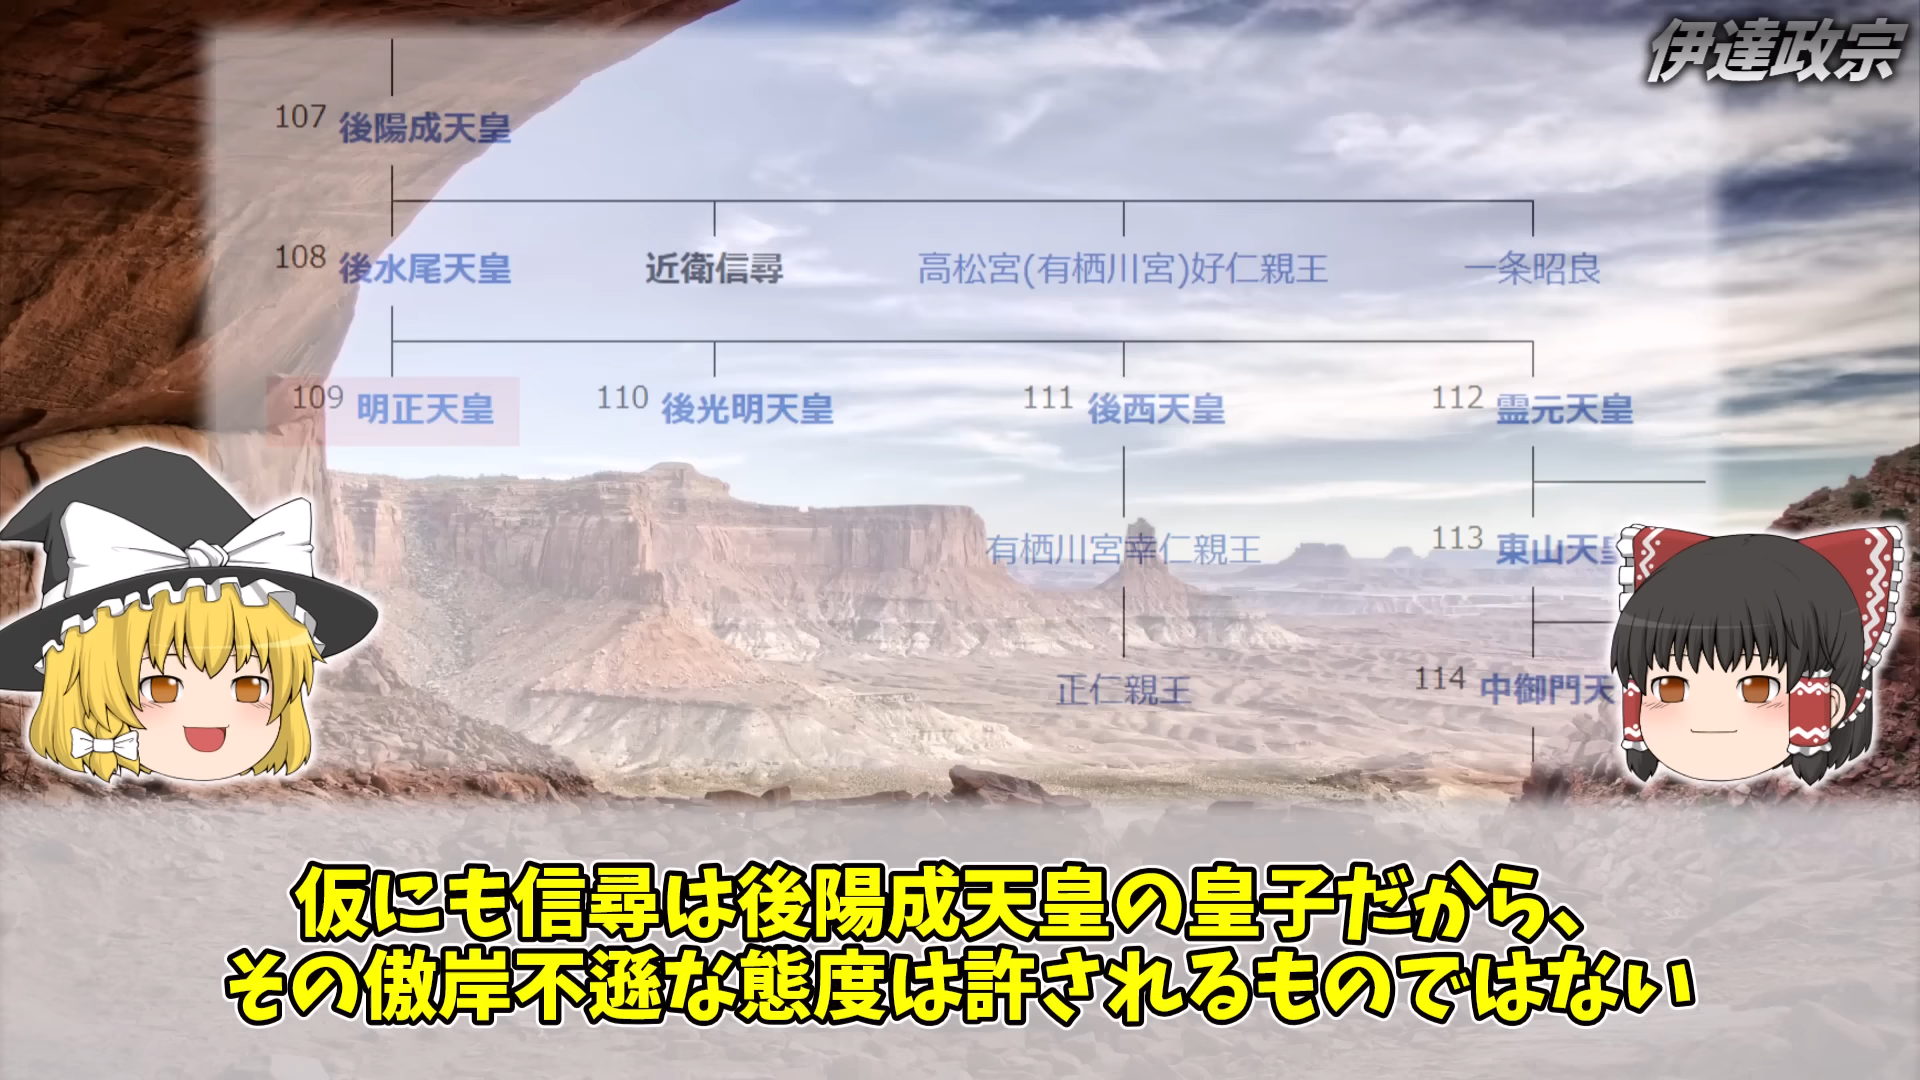 伊達政宗
107 後陽成天皇
108 後水尾天皇 近衛信尋 高松宮(有栖川宮)好仁親王 一条昭良
109 明正天皇 110 後光明天皇 111 後西天皇 112 霊元天皇
有栖川宮幸仁親王 113 東山天皇
正仁親王 114 中御門天
仮にも信尋は後陽成天皇の皇子だから、
その傲岸不遜な態度は許されるものではない